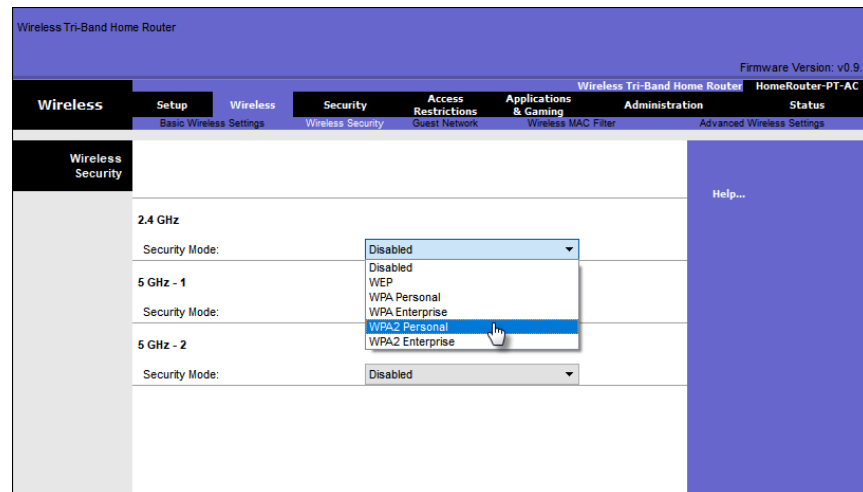 Wireless Tri-Band Home Router
Firmware Version: v0.9.
Wireless Tri-Band Home Router HomeRouter-PT-AC
Wireless
Setup Wireless Security Access Restrictions Applications & Gaming Administration Status
Basic Wireless Settings Wireless Security Guest Network Wireless MAC Filter Advanced Wireless Settings
Wireless
Security
Help...
2.4 GHz
Security Mode: Disabled
Disabled
WEP
WPA Personal
WPA Enterprise
WPA2 Personal
WPA2 Enterprise
5 GHz - 1
Security Mode:
5 GHz - 2
Security Mode: Disabled